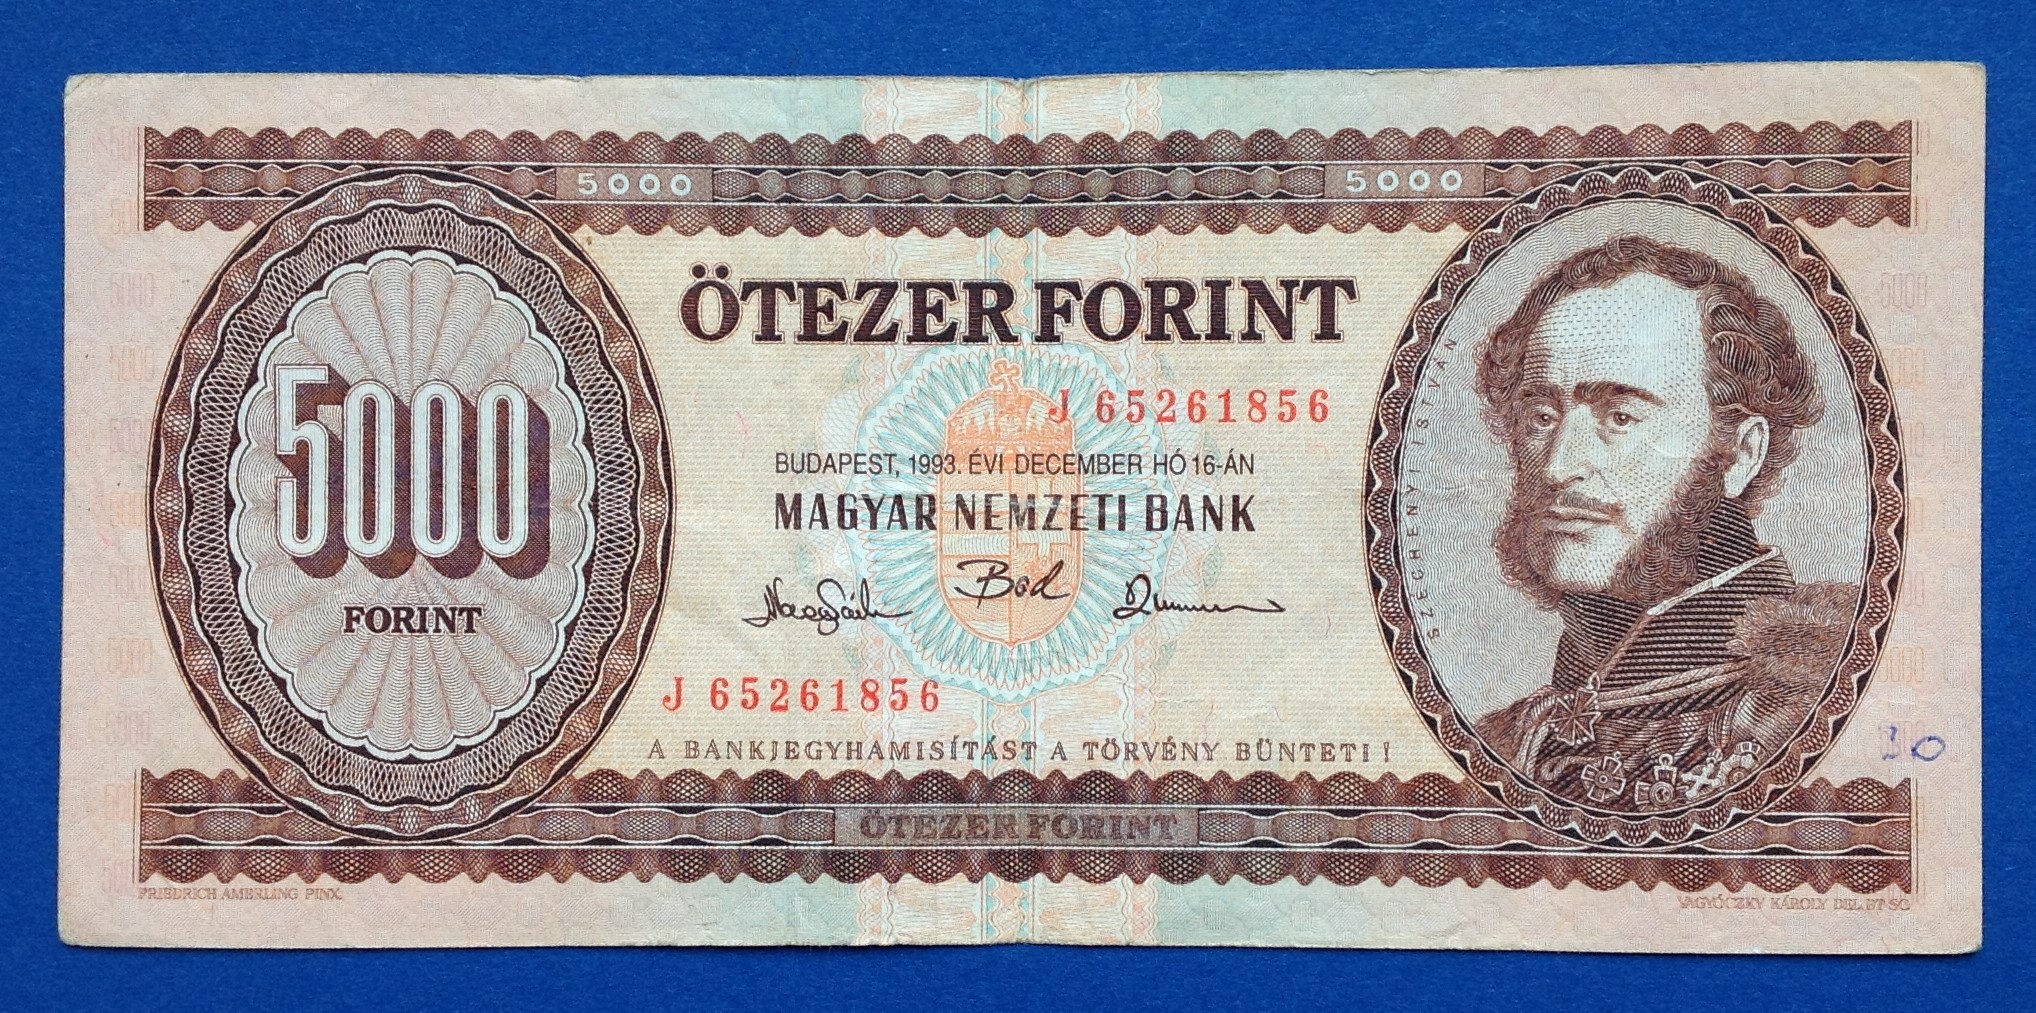 5000
5000
ÖTEZER FORINT
J 65261856
5000
FORINT
BUDAPEST, 1993. ÉVI DECEMBER HÓ 16-ÁN
MAGYAR NEMZETI BANK
Bod
SZÉCHENYI ISTVÁN
J 65261856
A BANKJEGYHAMISÍTÁST A TÖRVÉNY BÜNTETI !
ÖTEZER FORINT
FRIEDRICH AMERLING PINX.
VAGYÓCZKY KÁROLY DEL. ET SC.